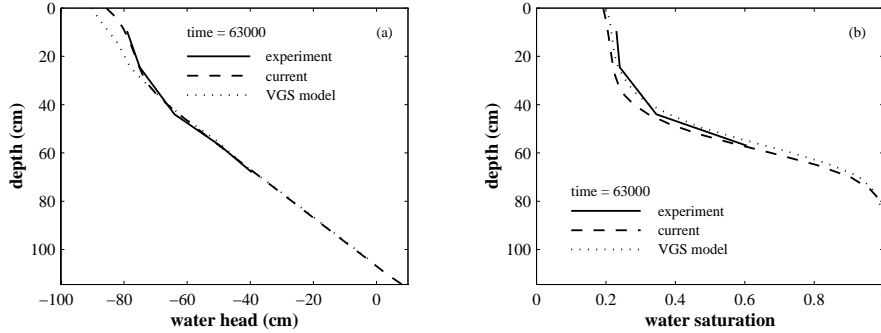 0
20
40
60
80
100
depth (cm)
−100
−80
−60
−40
−20
0
water head (cm)
time = 63000
(a)
experiment
current
VGS model
0
20
40
60
80
100
depth (cm)
0
0.2
0.4
0.6
0.8
water saturation
(b)
time = 63000
experiment
current
VGS model